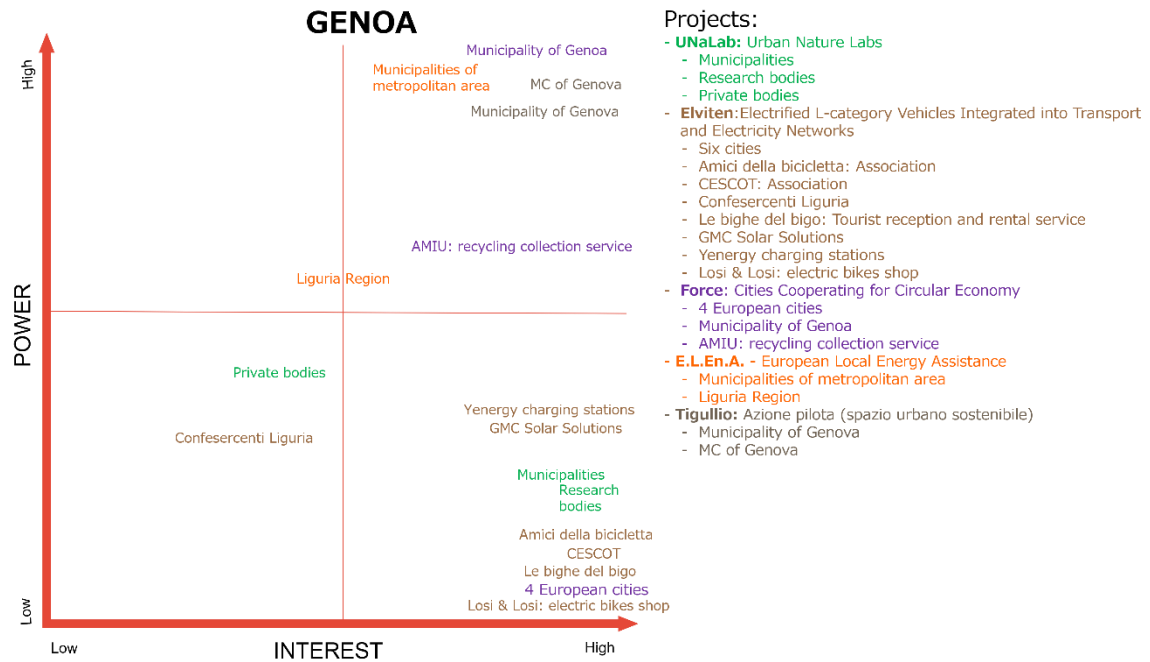 GENOA
High
Municipality of Genoa
Municipalities of
metropolitan area
MC of Genova
Municipality of Genova
AMIU: recycling collection service
Liguria Region
POWER
Private bodies
Yenergy charging stations
GMC Solar Solutions
Confesercenti Liguria
Municipalities
Research
bodies
Amici della bicicletta
CESCOT
Le bighe del bigo
4 European cities
Losi & Losi: electric bikes shop
Low
Low
INTEREST
High
Projects:
- UNaLab: Urban Nature Labs
- Municipalities
- Research bodies
- Private bodies
- Elviten:Electrified L-category Vehicles Integrated into Transport
and Electricity Networks
- Six cities
- Amici della bicicletta: Association
- CESCOT: Association
- Confesercenti Liguria
- Le bighe del bigo: Tourist reception and rental service
- GMC Solar Solutions
- Yenergy charging stations
- Losi & Losi: electric bikes shop
- Force: Cities Cooperating for Circular Economy
- 4 European cities
- Municipality of Genoa
- AMIU: recycling collection service
- E.L.En.A. - European Local Energy Assistance
- Municipalities of metropolitan area
- Liguria Region
- Tigullio: Azione pilota (spazio urbano sostenibile)
- Municipality of Genova
- MC of Genova